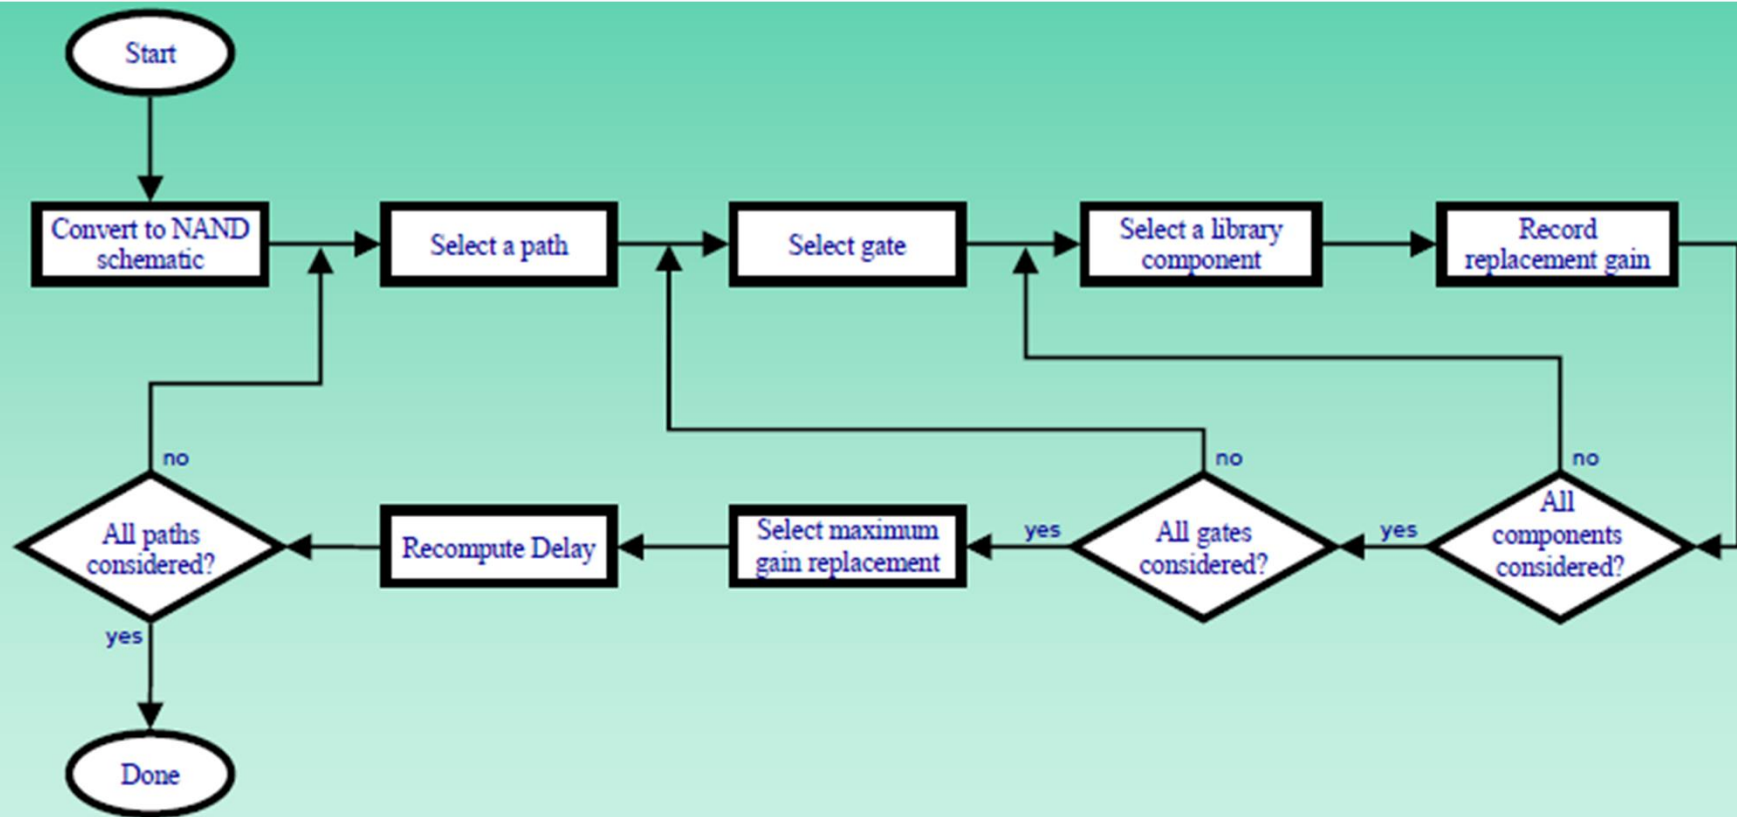 Start
Convert to NAND
schematic
Select a path
Select gate
Select a library
component
Record
replacement gain
no
no
no
All paths
considered?
Recompute Delay
Select maximum
gain replacement
yes
All gates
considered?
yes
All
components
considered?
yes
Done